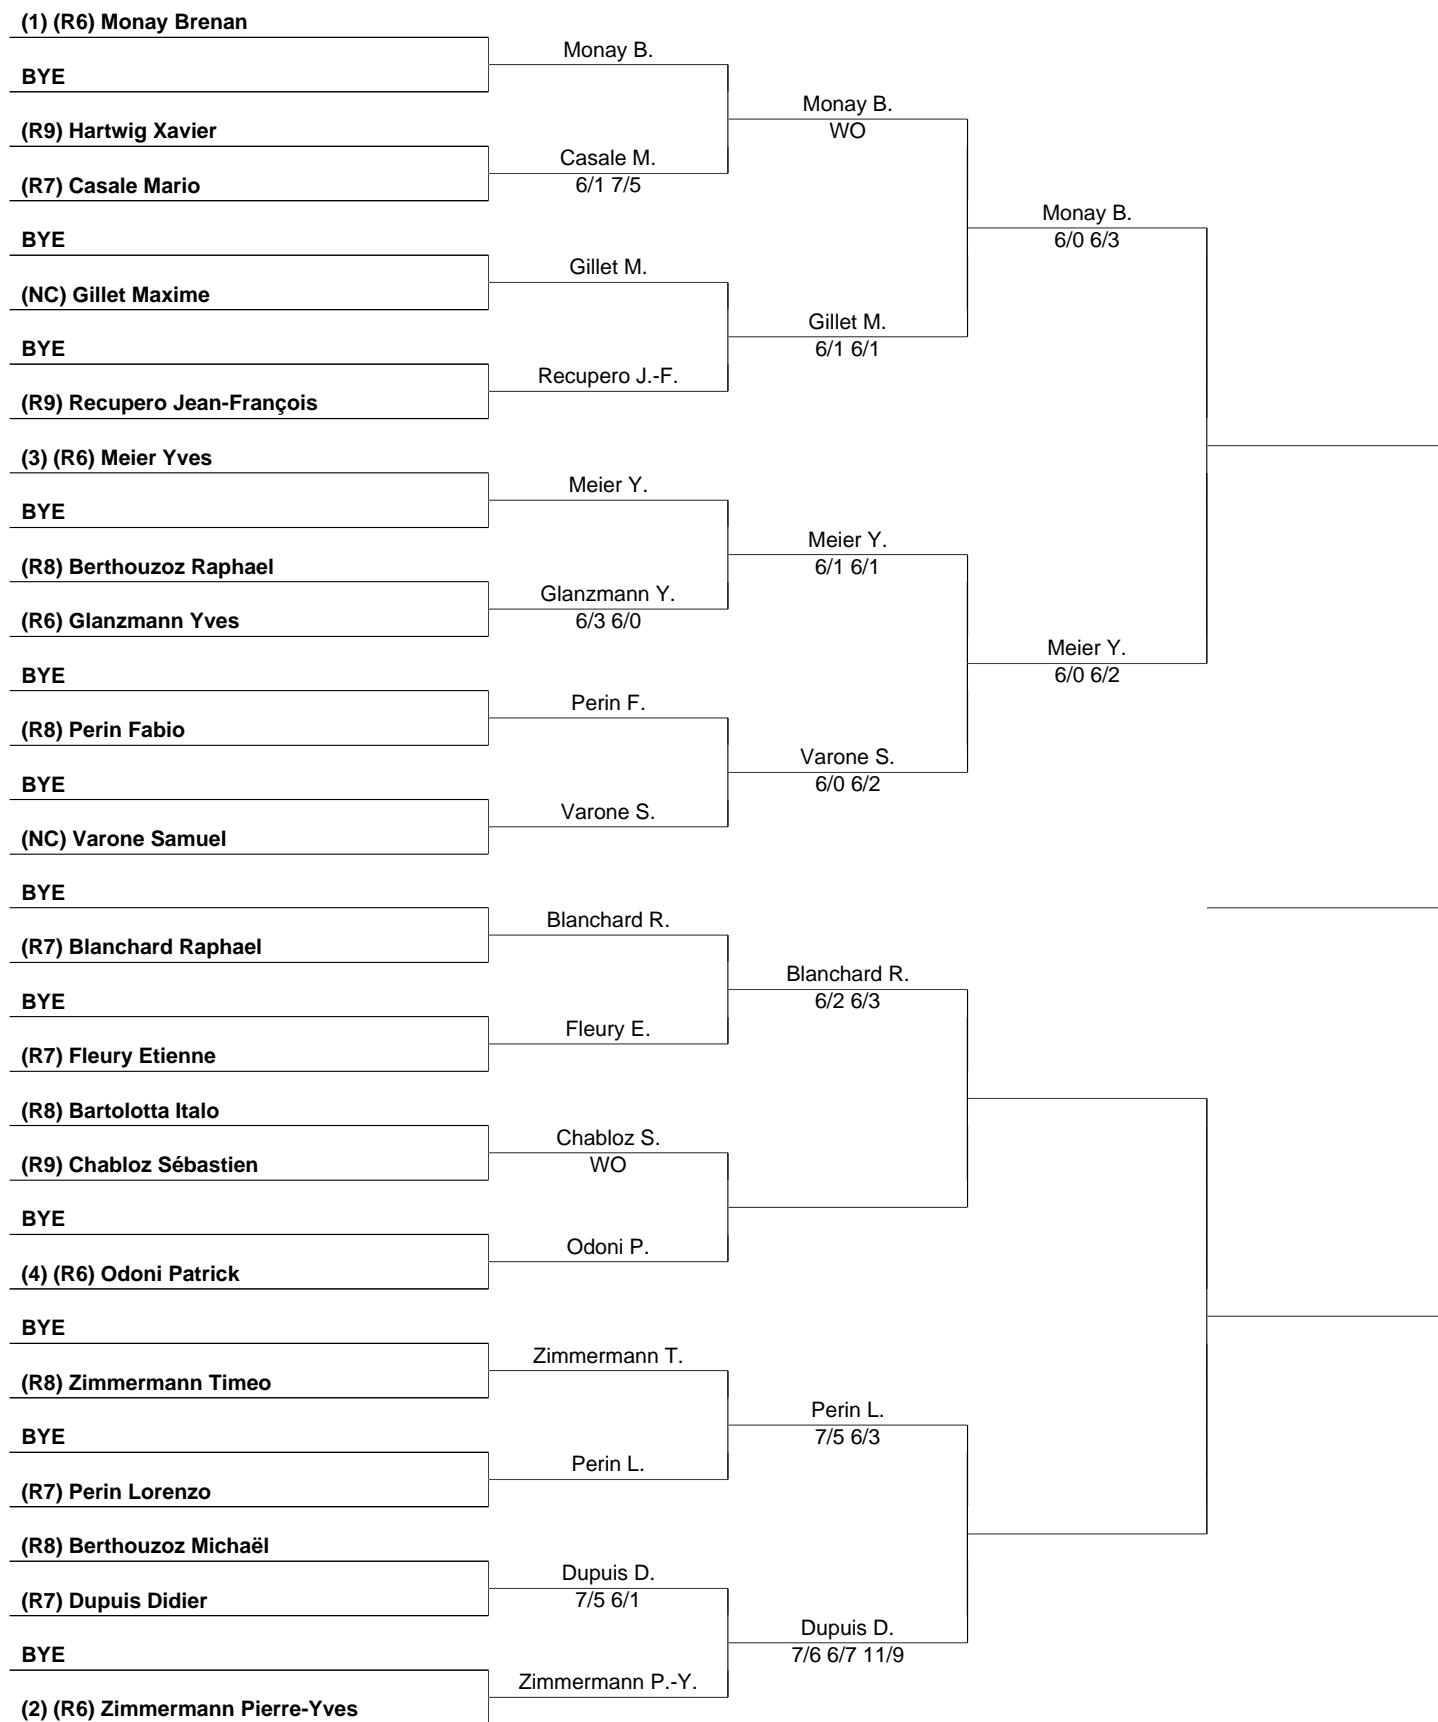 (1) (R6) Monay Brenan
Monay B.
BYE
Monay B.
WO
(R9) Hartwig Xavier
Casale M.
6/1 7/5
(R7) Casale Mario
Monay B.
6/0 6/3
BYE
Gillet M.
(NC) Gillet Maxime
Gillet M.
6/1 6/1
BYE
Recupero J.-F.
(R9) Recupero Jean-François
(3) (R6) Meier Yves
Meier Y.
BYE
Meier Y.
6/1 6/1
(R8) Berthouzoz Raphael
Glanzmann Y.
6/3 6/0
(R6) Glanzmann Yves
Meier Y.
6/0 6/2
BYE
Perin F.
(R8) Perin Fabio
Varone S.
6/0 6/2
BYE
Varone S.
(NC) Varone Samuel
BYE
Blanchard R.
(R7) Blanchard Raphael
Blanchard R.
6/2 6/3
BYE
Fleury E.
(R7) Fleury Etienne
(R8) Bartolotta Italo
Chabloz S.
WO
(R9) Chabloz Sébastien
BYE
Odoni P.
(4) (R6) Odoni Patrick
BYE
Zimmermann T.
(R8) Zimmermann Timeo
Perin L.
7/5 6/3
BYE
Perin L.
(R7) Perin Lorenzo
(R8) Berthouzoz Michaël
Dupuis D.
7/5 6/1
(R7) Dupuis Didier
Dupuis D.
7/6 6/7 11/9
BYE
Zimmermann P.-Y.
(2) (R6) Zimmermann Pierre-Yves